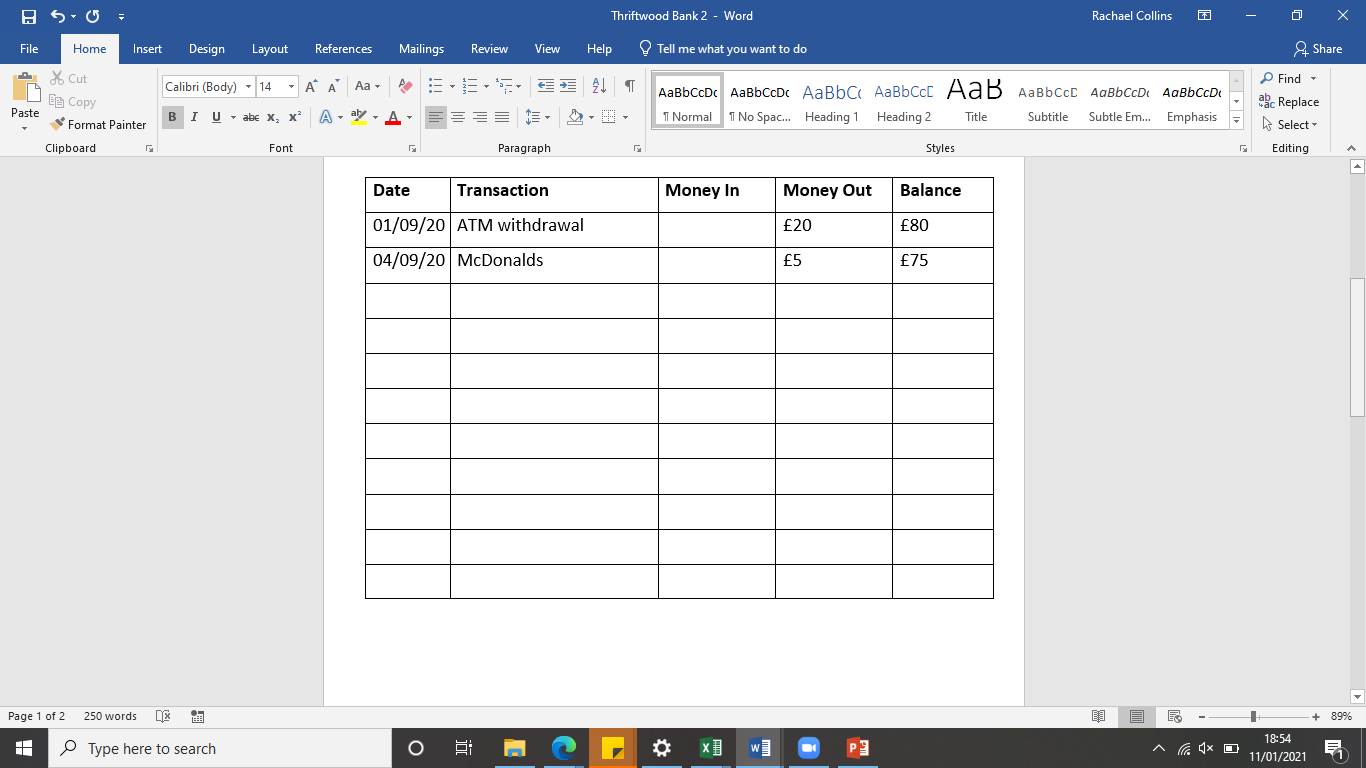 Thriftwood Bank 2 - Word
Rachael Collins
File Home Insert Design Layout References Mailings Review View Help Tell me what you want to do Share
Cut
Copy
Paste
Format Painter
Clipboard
Calibri (Body) 14
Font
Paragraph
AaBbCcDc AaBbCcDc AaBbCc AaBbCcD AaB AaBbCcD AaBbCcDc AaBbCcDc
¶ Normal ¶ No Spac... Heading 1 Heading 2 Title Subtitle Subtle Em... Emphasis
Styles
Find
Replace
Select
Editing
Date Transaction Money In Money Out Balance
01/09/20 ATM withdrawal £20 £80
04/09/20 McDonalds £5 £75
Page 1 of 2 250 words 89%
Type here to search
18:54
11/01/2021